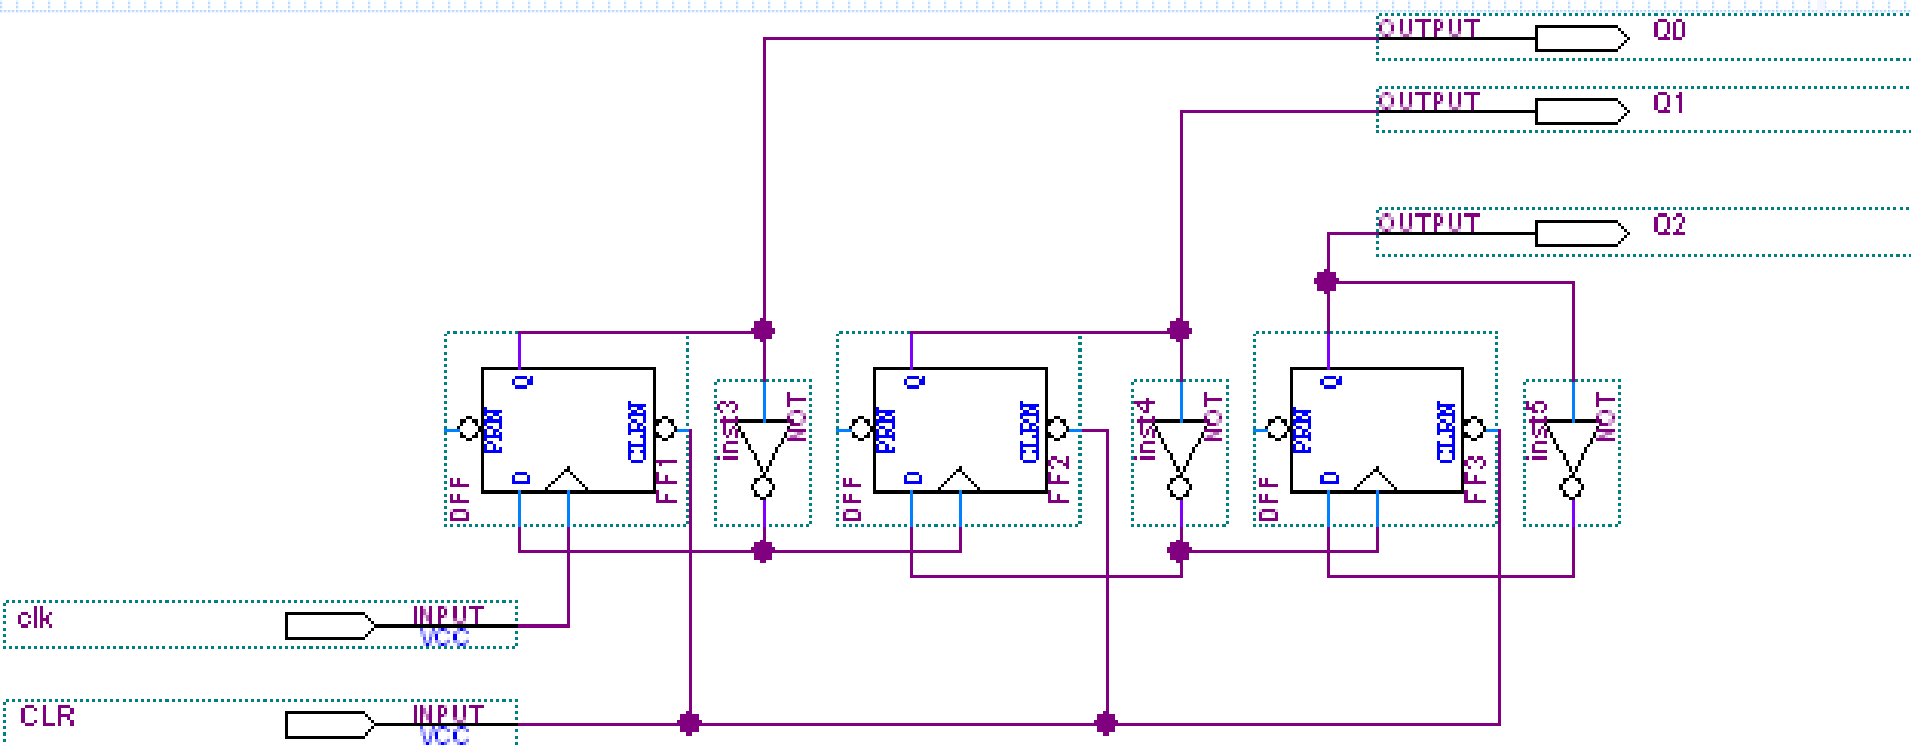 OUTPUT Q0
OUTPUT Q1
OUTPUT Q2
Q PRN CLRN D DFF FF1
inst3 NOT
Q PRN CLRN D DFF FF2
inst4 NOT
Q PRN CLRN D DFF FF3
inst5 NOT
clk INPUT
VCC
CLR INPUT
VCC